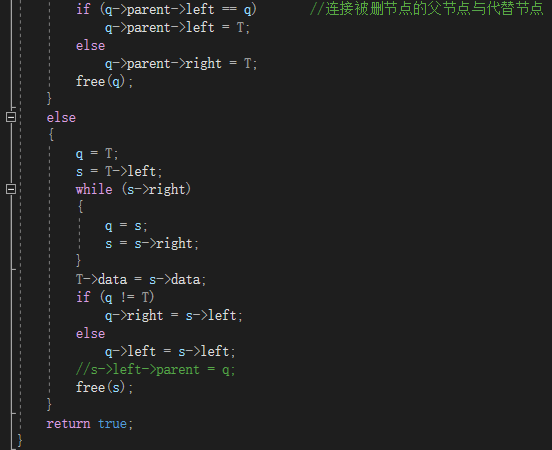 if (q->parent->left == q) //连接被删节点的父节点与代替节点
q->parent->left = T;
else
q->parent->right = T;
free(q);
}
else
{
q = T;
s = T->left;
while (s->right)
{
q = s;
s = s->right;
}
T->data = s->data;
if (q != T)
q->right = s->left;
else
q->left = s->left;
//s->left->parent = q;
free(s);
}
return true;
}